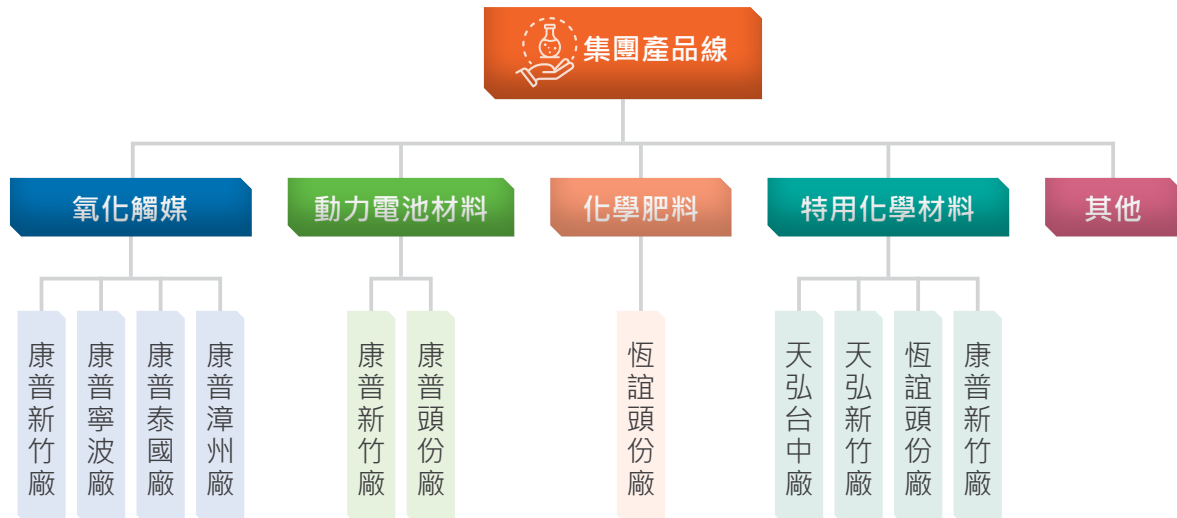 集團產品線
氧化觸媒
動力電池材料
化學肥料
特用化學材料
其他
康普新竹廠
康普寧波廠
康普泰國廠
康普漳州廠
康普新竹廠
康普頭份廠
恆誼頭份廠
天弘台中廠
天弘新竹廠
恆誼頭份廠
康普新竹廠